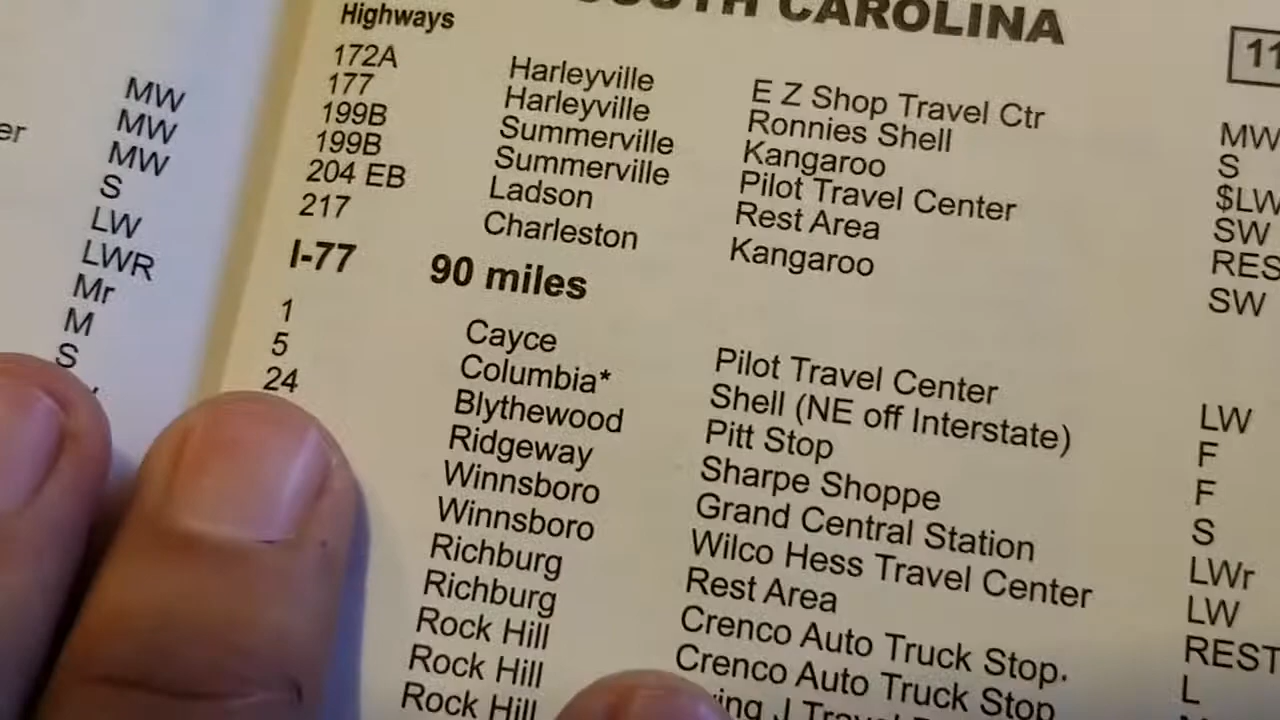 MW
MW
MW
S
LW
LWR
Mr
M
S
SOUTH CAROLINA
Highways
172A Harleyville E Z Shop Travel Ctr MW
177 Harleyville Ronnies Shell S
199B Summerville Kangaroo $LW
199B Summerville Pilot Travel Center SW
204 EB Ladson Rest Area RES
217 Charleston Kangaroo SW
I-77 90 miles
1 Cayce Pilot Travel Center LW
5 Columbia* Shell (NE off Interstate) F
24 Blythewood Pitt Stop F
Ridgeway Sharpe Shoppe S
Winnsboro Grand Central Station LWr
Winnsboro Wilco Hess Travel Center LW
Richburg Rest Area REST
Richburg Crenco Auto Truck Stop. L
Rock Hill Crenco Auto Truck Stop
Rock Hill J
Rock Hill